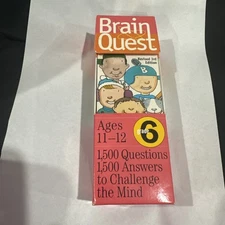 Brain
Quest
Revised 3rd
Edition
B
Ages
11–12
6
1,500 Questions
1,500 Answers
to Challenge
the Mind